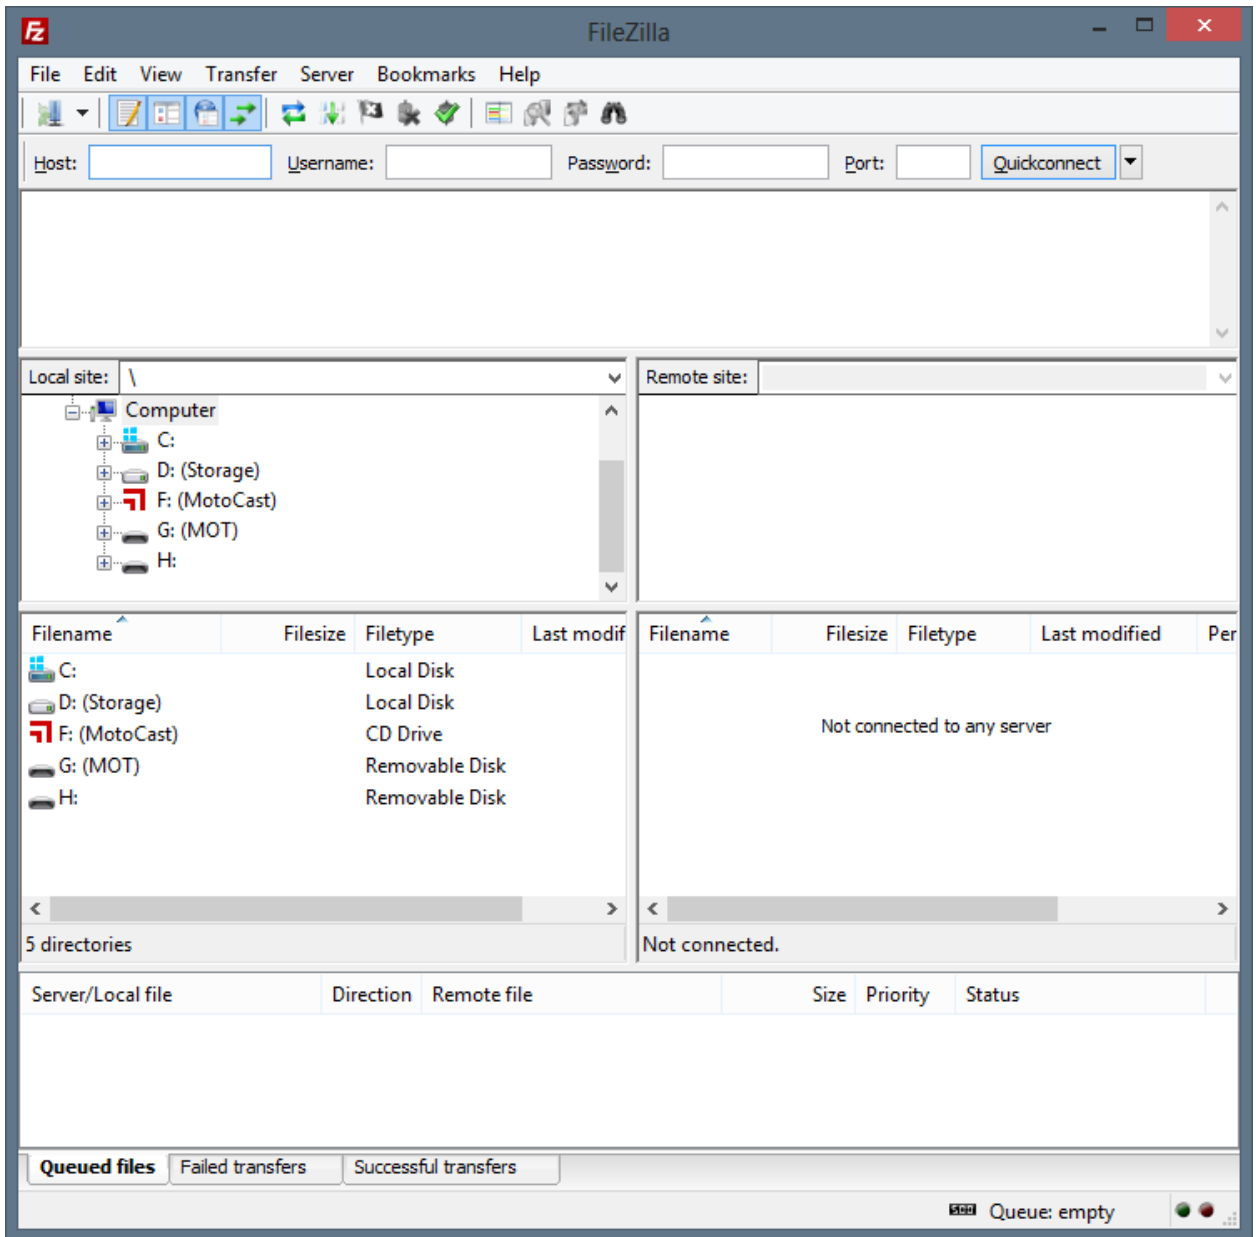 FileZilla
File Edit View Transfer Server Bookmarks Help
Host: Username: Password: Port: Quickconnect
Local site: \
Computer
C:
D: (Storage)
F: (MotoCast)
G: (MOT)
H:
Remote site:
Filename Filesize Filetype Last modif
C: Local Disk
D: (Storage) Local Disk
F: (MotoCast) CD Drive
G: (MOT) Removable Disk
H: Removable Disk
5 directories
Filename Filesize Filetype Last modified Per
Not connected to any server
Not connected.
Server/Local file Direction Remote file Size Priority Status
Queued files Failed transfers Successful transfers
Queue: empty